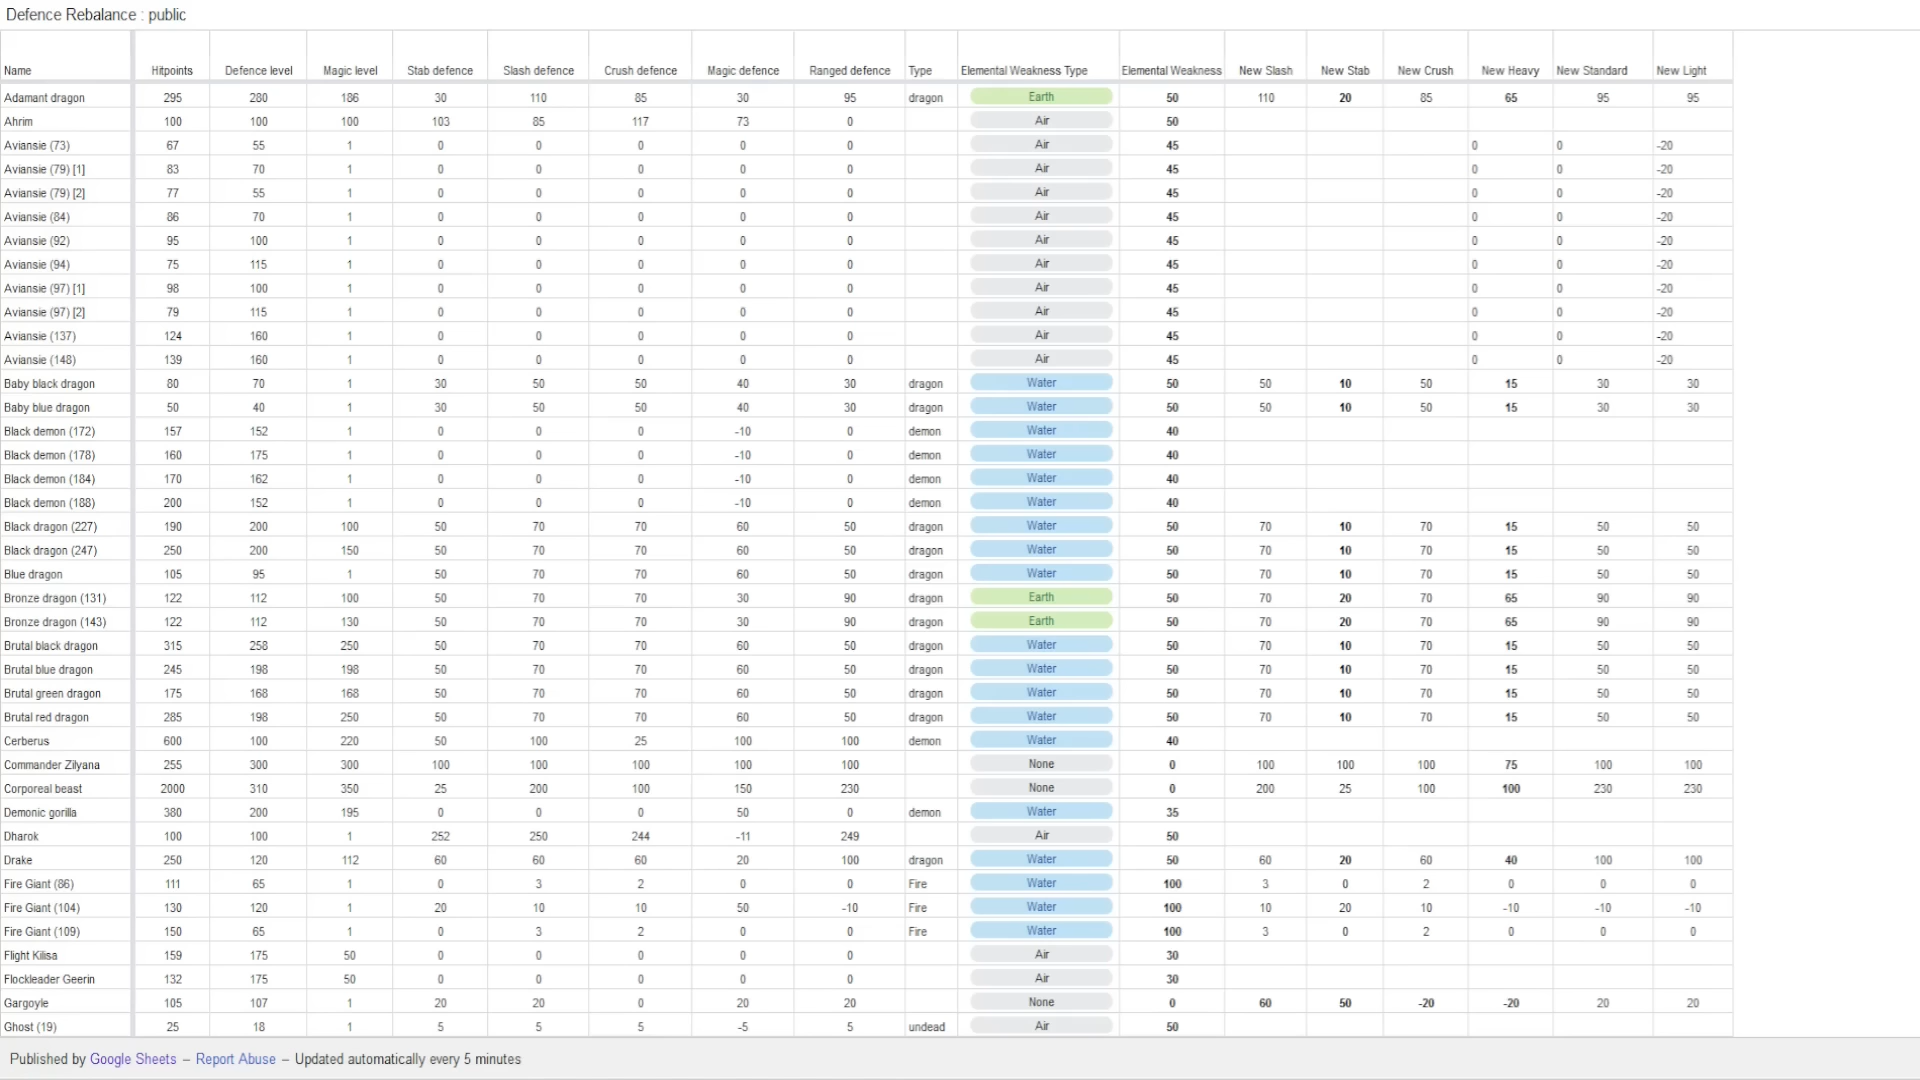 Defence Rebalance : public
Name Hitpoints Defence level Magic level Stab defence Slash defence Crush defence Magic defence Ranged defence Type Elemental Weakness Type Elemental Weakness New Slash New Stab New Crush New Heavy New Standard New Light
Adamant dragon 295 280 186 30 110 85 30 95 dragon Earth 50 110 20 85 65 95 95
Ahrim 100 100 100 103 85 117 73 0 Air 50
Aviansie (73) 67 55 1 0 0 0 0 0 Air 45 0 0 -20
Aviansie (79) [1] 83 70 1 0 0 0 0 0 Air 45 0 0 -20
Aviansie (79) [2] 77 55 1 0 0 0 0 0 Air 45 0 0 -20
Aviansie (84) 86 70 1 0 0 0 0 0 Air 45 0 0 -20
Aviansie (92) 95 100 1 0 0 0 0 0 Air 45 0 0 -20
Aviansie (94) 75 115 1 0 0 0 0 0 Air 45 0 0 -20
Aviansie (97) [1] 98 100 1 0 0 0 0 0 Air 45 0 0 -20
Aviansie (97) [2] 79 115 1 0 0 0 0 0 Air 45 0 0 -20
Aviansie (137) 124 160 1 0 0 0 0 0 Air 45 0 0 -20
Aviansie (148) 139 160 1 0 0 0 0 0 Air 45 0 0 -20
Baby black dragon 80 70 1 30 50 50 40 30 dragon Water 50 50 10 50 15 30 30
Baby blue dragon 50 40 1 30 50 50 40 30 dragon Water 50 50 10 50 15 30 30
Black demon (172) 157 152 1 0 0 0 -10 0 demon Water 40
Black demon (178) 160 175 1 0 0 0 -10 0 demon Water 40
Black demon (184) 170 162 1 0 0 0 -10 0 demon Water 40
Black demon (188) 200 152 1 0 0 0 -10 0 demon Water 40
Black dragon (227) 190 200 100 50 70 70 60 50 dragon Water 50 70 10 70 15 50 50
Black dragon (247) 250 200 150 50 70 70 60 50 dragon Water 50 70 10 70 15 50 50
Blue dragon 105 95 1 50 70 70 60 50 dragon Water 50 70 10 70 15 50 50
Bronze dragon (131) 122 112 100 50 70 70 30 90 dragon Earth 50 70 20 70 65 90 90
Bronze dragon (143) 122 112 130 50 70 70 30 90 dragon Earth 50 70 20 70 65 90 90
Brutal black dragon 315 258 250 50 70 70 60 50 dragon Water 50 70 10 70 15 50 50
Brutal blue dragon 245 198 198 50 70 70 60 50 dragon Water 50 70 10 70 15 50 50
Brutal green dragon 175 168 168 50 70 70 60 50 dragon Water 50 70 10 70 15 50 50
Brutal red dragon 285 198 250 50 70 70 60 50 dragon Water 50 70 10 70 15 50 50
Cerberus 600 100 220 50 100 25 100 100 demon Water 40
Commander Zilyana 255 300 300 100 100 100 100 100 None 0 100 100 100 75 100 100
Corporeal beast 2000 310 350 25 200 100 150 230 None 0 200 25 100 100 230 230
Demonic gorilla 380 200 195 0 0 0 50 0 demon Water 35
Dharok 100 100 1 252 250 244 -11 249 Air 50
Drake 250 120 112 60 60 60 20 100 dragon Water 50 60 20 60 40 100 100
Fire Giant (86) 111 65 1 0 3 2 0 0 Fire Water 100 3 0 2 0 0 0
Fire Giant (104) 130 120 1 20 10 10 50 -10 Fire Water 100 10 20 10 -10 -10 -10
Fire Giant (109) 150 65 1 0 3 2 0 0 Fire Water 100 3 0 2 0 0 0
Flight Kilisa 159 175 50 0 0 0 0 0 Air 30
Flockleader Geerin 132 175 50 0 0 0 0 0 Air 30
Gargoyle 105 107 1 20 20 0 20 20 None 0 60 50 -20 -20 20 20
Ghost (19) 25 18 1 5 5 5 -5 5 undead Air 50
Published by Google Sheets – Report Abuse – Updated automatically every 5 minutes